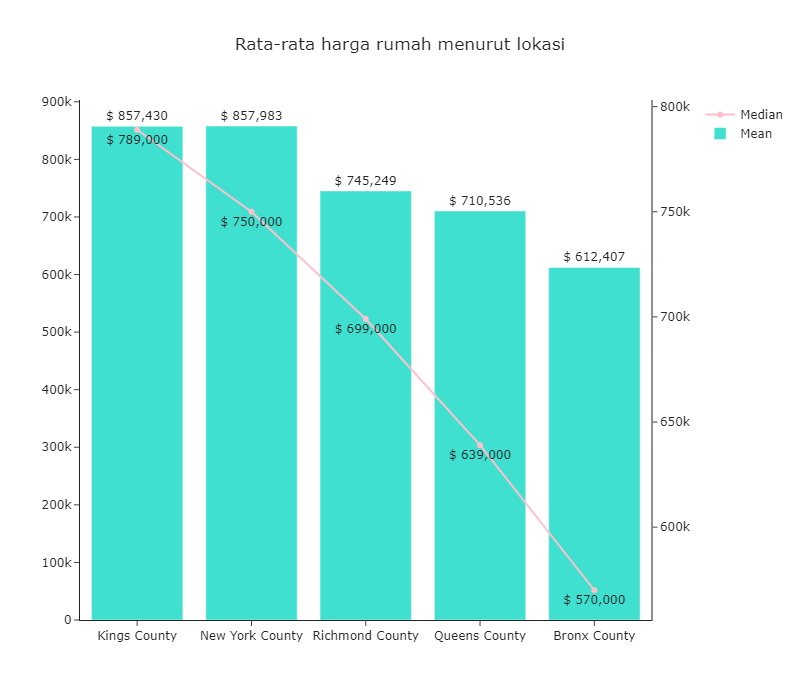 Rata-rata harga rumah menurut lokasi
900k
800k
700k
600k
500k
400k
300k
200k
100k
0
$ 857,430
$ 857,983
$ 745,249
$ 710,536
$ 612,407
$ 789,000
$ 750,000
$ 699,000
$ 639,000
$ 570,000
800k
750k
700k
650k
600k
Median
Mean
Kings County
New York County
Richmond County
Queens County
Bronx County